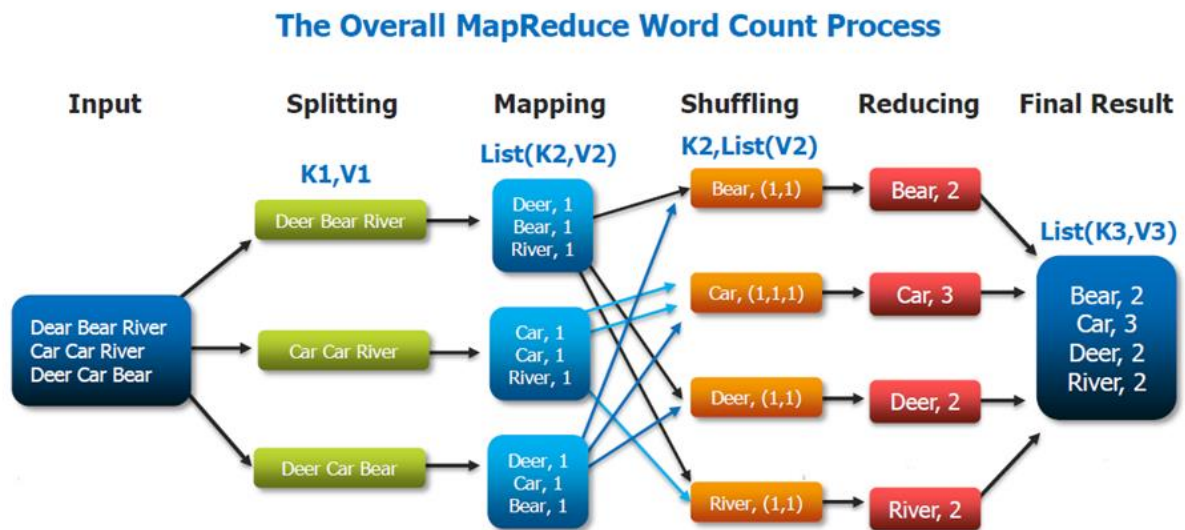 The Overall MapReduce Word Count Process
Input
Splitting
Mapping
Shuffling
Reducing
Final Result
K1,V1
List(K2,V2)
K2,List(V2)
List(K3,V3)
Dear Bear River
Car Car River
Deer Car Bear
Deer Bear River
Car Car River
Deer Car Bear
Deer, 1
Bear, 1
River, 1
Car, 1
Car, 1
River, 1
Deer, 1
Car, 1
Bear, 1
Bear, (1,1)
Car, (1,1,1)
Deer, (1,1)
River, (1,1)
Bear, 2
Car, 3
Deer, 2
River, 2
Bear, 2
Car, 3
Deer, 2
River, 2